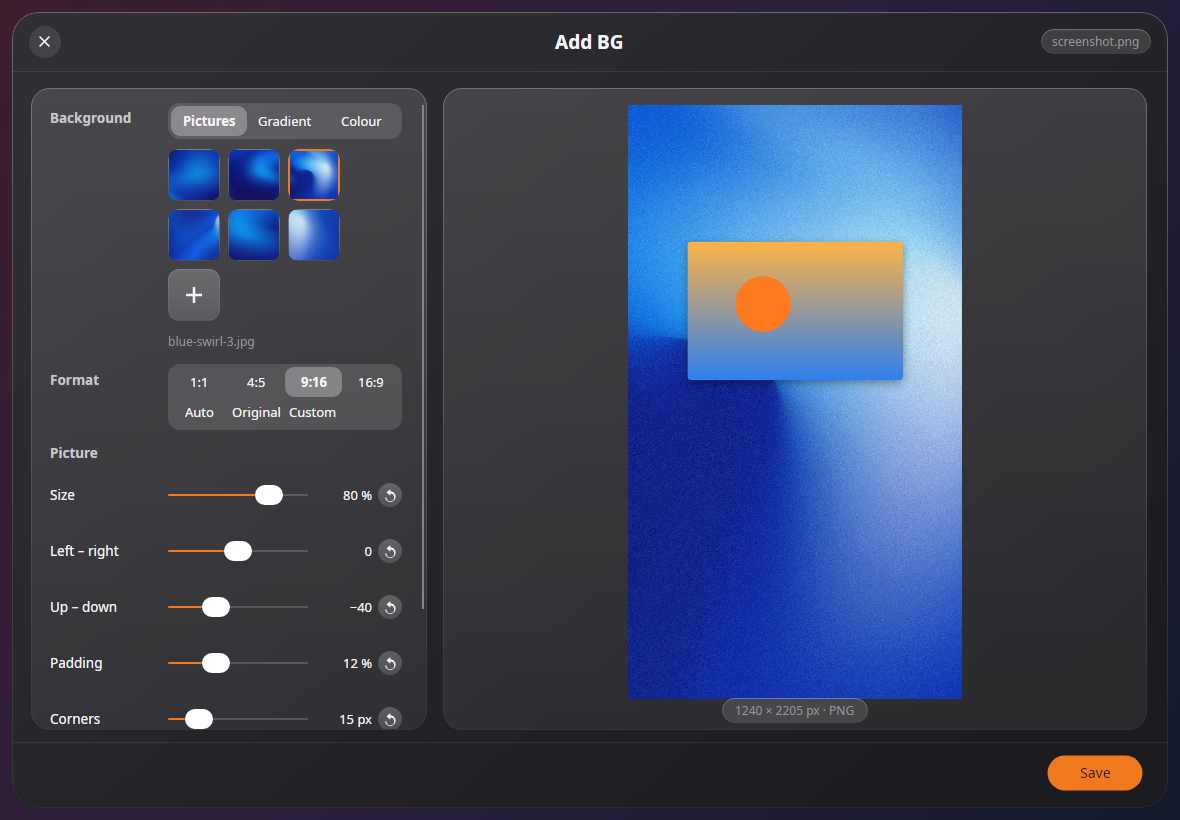 Add BG
screenshot.png
Background
Pictures Gradient Colour
blue-swirl-3.jpg
Format
1:1 4:5 9:16 16:9
Auto Original Custom
Picture
Size 80 %
Left – right 0
Up – down −40
Padding 12 %
Corners 15 px
1240 × 2205 px · PNG
Save